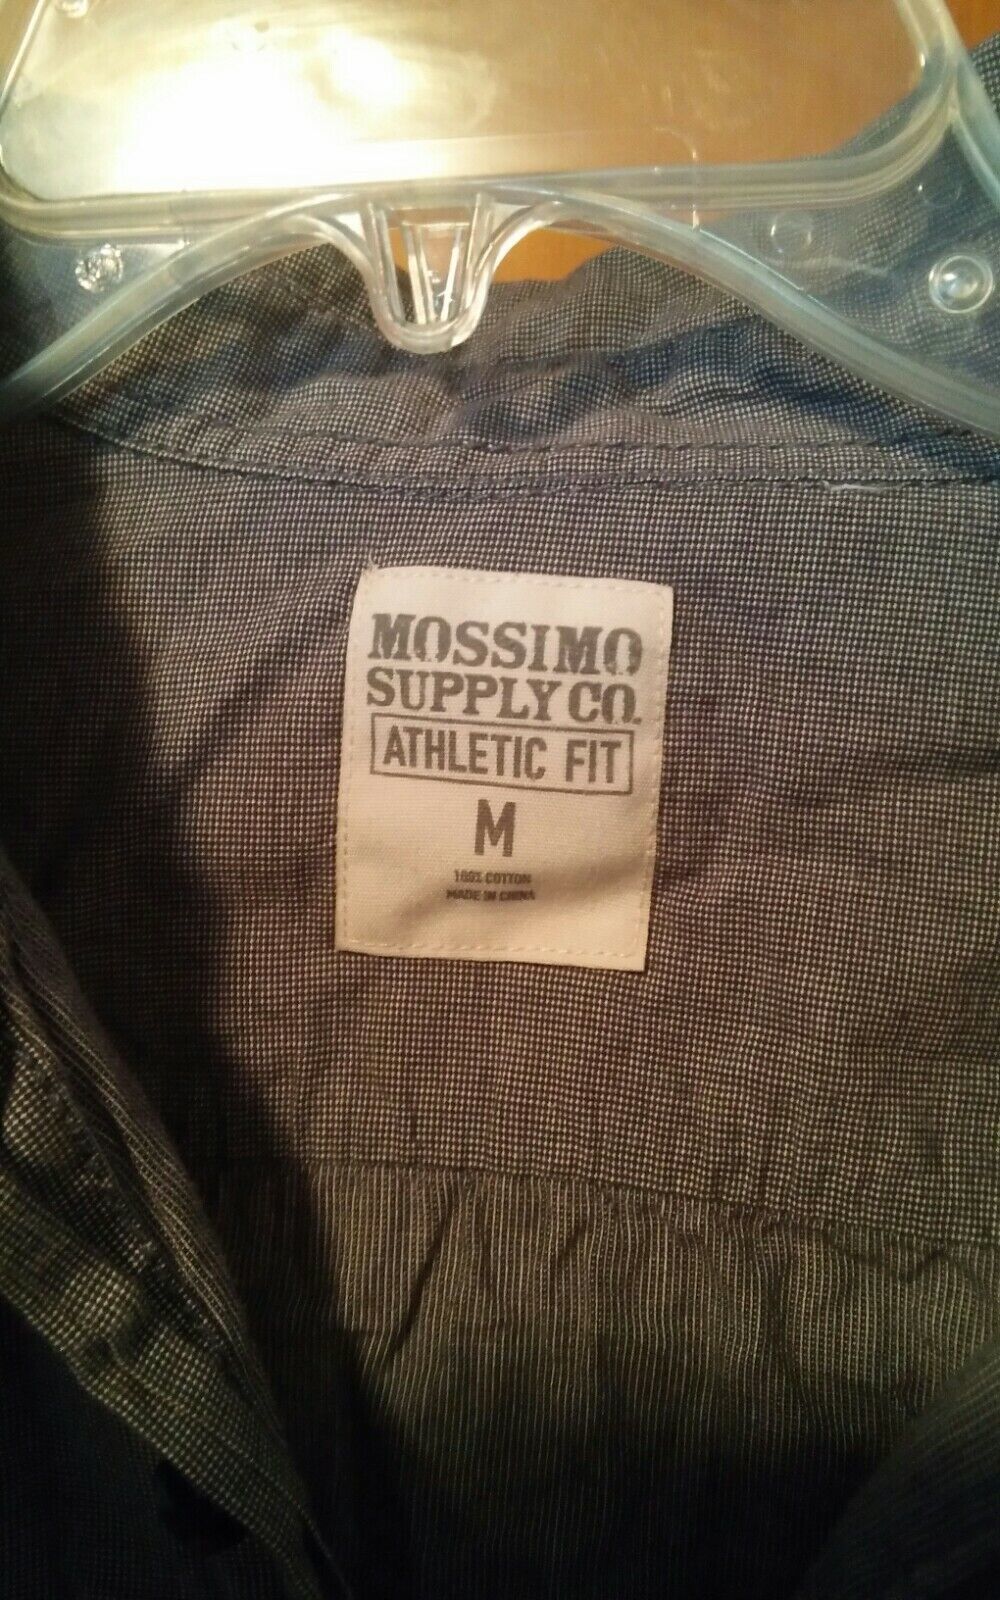 MOSSIMO
SUPPLY CO.
ATHLETIC FIT
M
100% COTTON
MADE IN CHINA